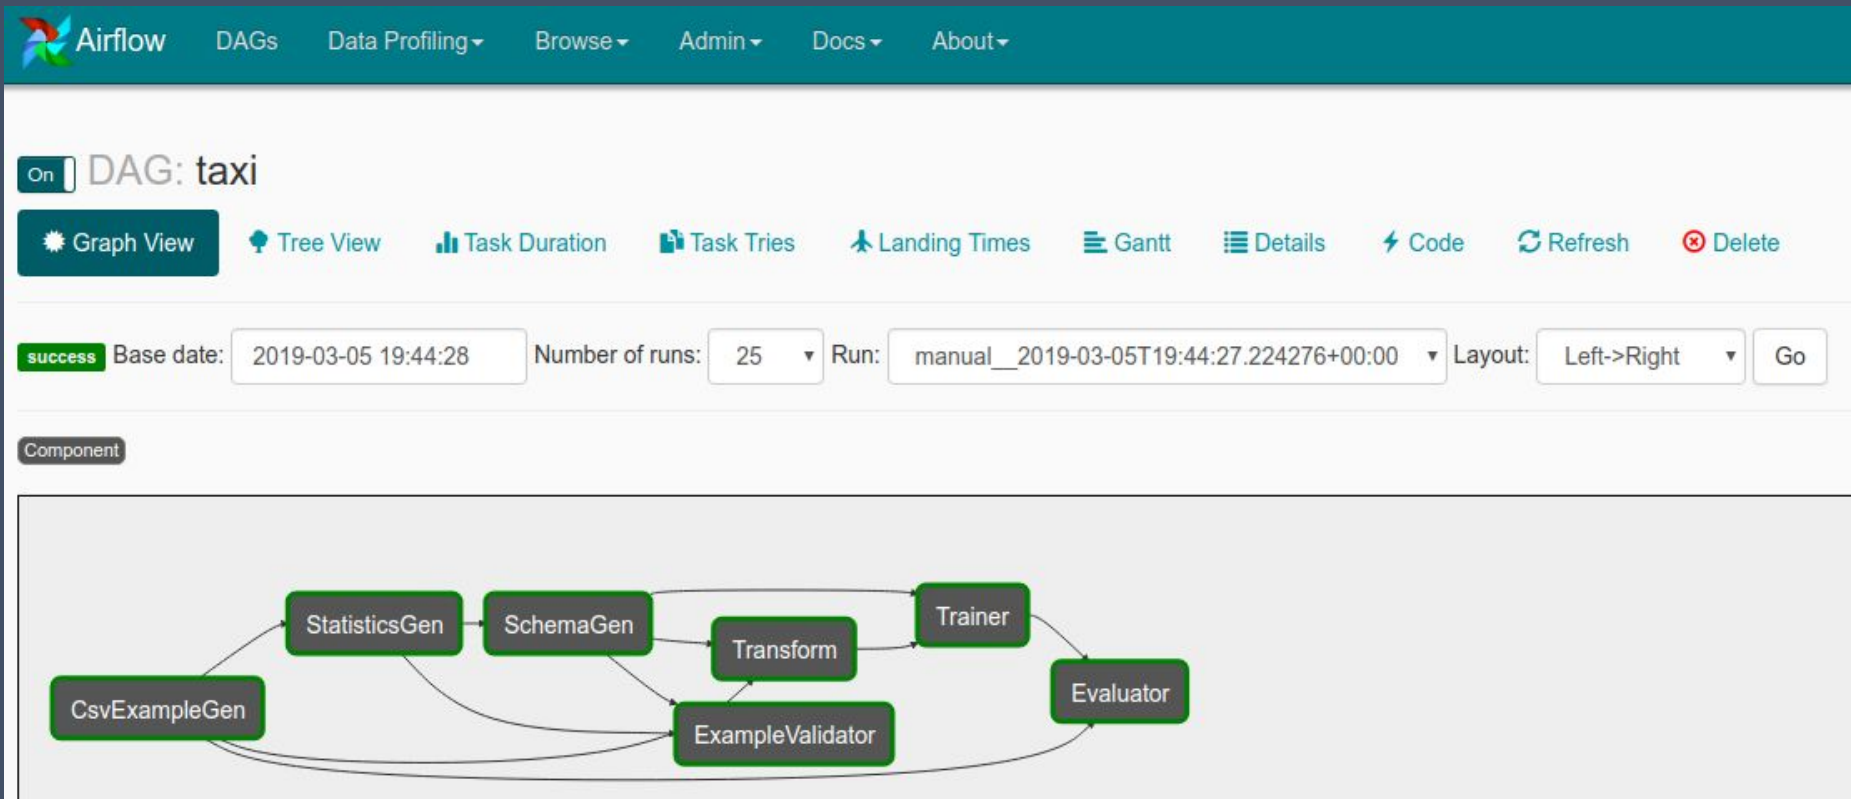 Airflow DAGs Data Profiling Browse Admin Docs About
On DAG: taxi
Graph View Tree View Task Duration Task Tries Landing Times Gantt Details Code Refresh Delete
success Base date: 2019-03-05 19:44:28 Number of runs: 25 Run: manual__2019-03-05T19:44:27.224276+00:00 Layout: Left->Right Go
Component
StatisticsGen
SchemaGen
Trainer
Transform
CsvExampleGen
Evaluator
ExampleValidator